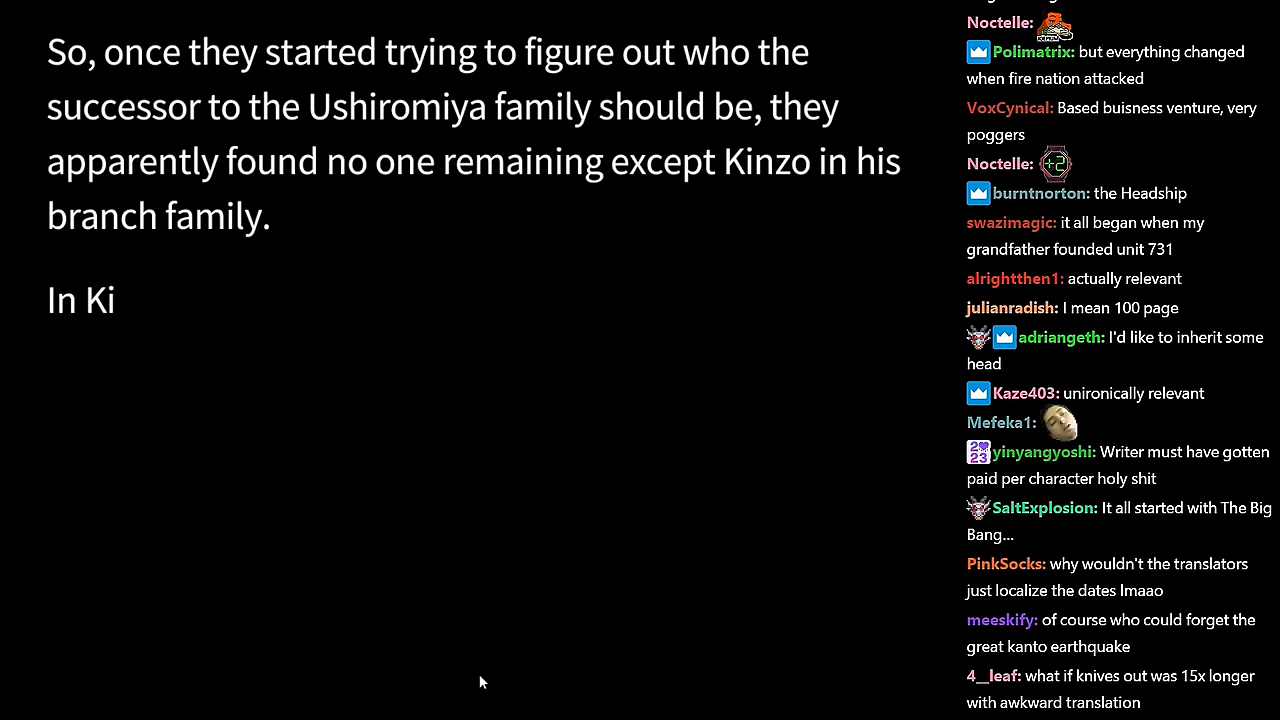 So, once they started trying to figure out who the
successor to the Ushiromiya family should be, they
apparently found no one remaining except Kinzo in his
branch family.
In Ki
Noctelle:
Polimatrix: but everything changed
when fire nation attacked
VoxCynical: Based buisness venture, very
poggers
Noctelle: +2
burntnorton: the Headship
swazimagic: it all began when my
grandfather founded unit 731
alrightthen1: actually relevant
julianradish: I mean 100 page
adriangeth: I'd like to inherit some
head
Kaze403: unironically relevant
Mefeka1:
2023 yinyangyoshi: Writer must have gotten
paid per character holy shit
SaltExplosion: It all started with The Big
Bang...
PinkSocks: why wouldn't the translators
just localize the dates lmaao
meeskify: of course who could forget the
great kanto earthquake
4__leaf: what if knives out was 15x longer
with awkward translation